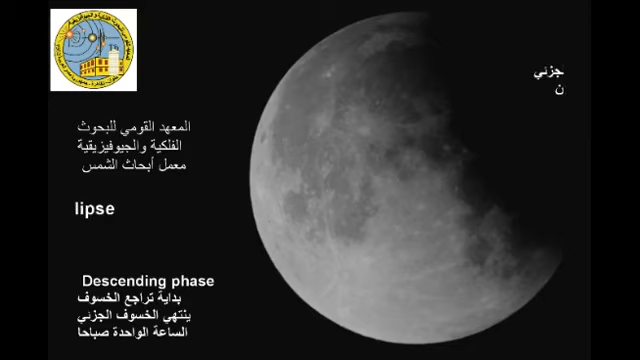 جزئي
ن
المعهد القومي للبحوث
الفلكية والجيوفيزيقية
معمل أبحاث الشمس
lipse
Descending phase
بداية تراجع الخسوف
ينتهي الخسوف الجزئي
الساعة الواحدة صباحا